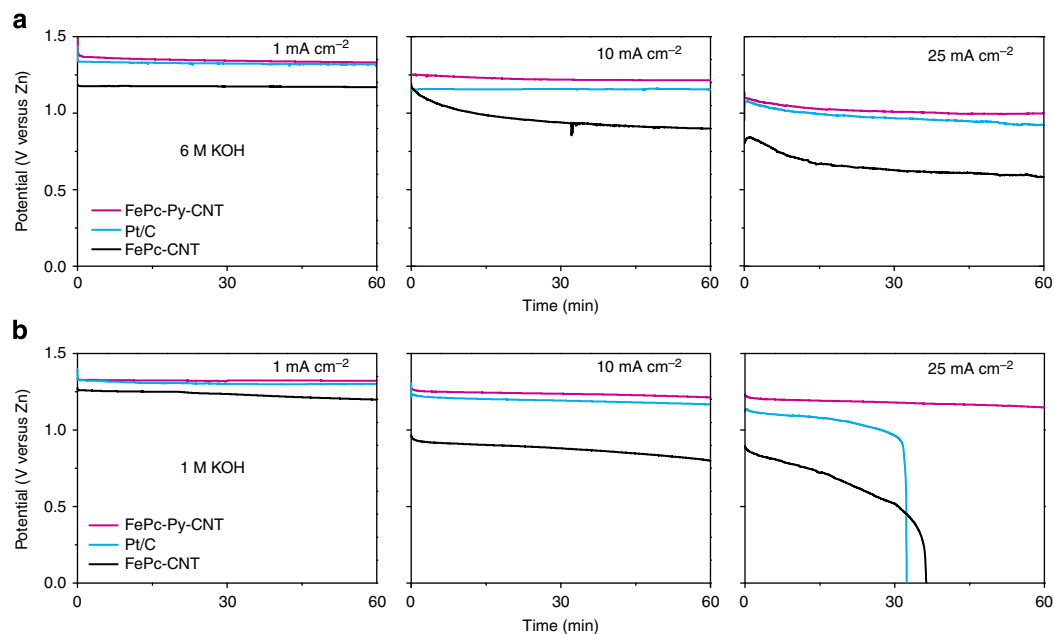 a
1.5
1.0
0.5
0.0
Potential (V versus Zn)
1 mA cm⁻²
6 M KOH
FePc-Py-CNT
Pt/C
FePc-CNT
0
30
60
10 mA cm⁻²
0
30
60
Time (min)
25 mA cm⁻²
0
30
60
b
1.5
1.0
0.5
0.0
Potential (V versus Zn)
1 mA cm⁻²
1 M KOH
FePc-Py-CNT
Pt/C
FePc-CNT
0
30
60
10 mA cm⁻²
0
30
60
Time (min)
25 mA cm⁻²
0
30
60